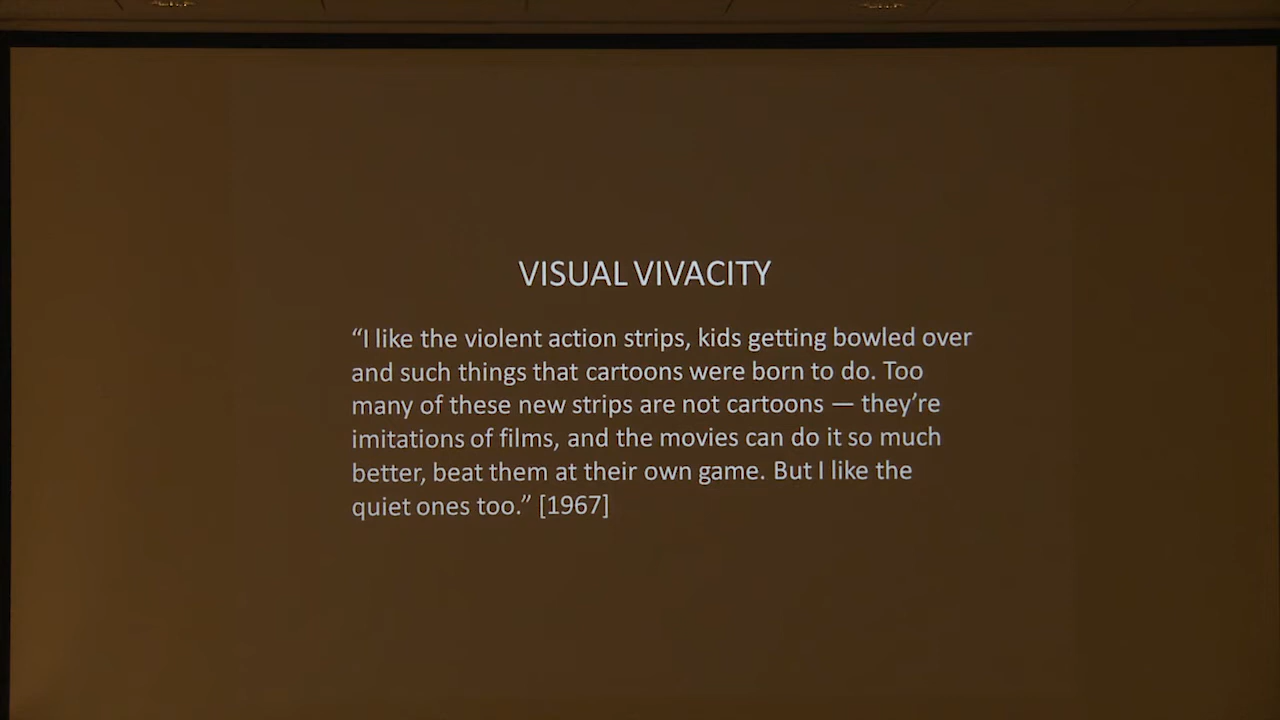 VISUAL VIVACITY
“I like the violent action strips, kids getting bowled over
and such things that cartoons were born to do. Too
many of these new strips are not cartoons — they’re
imitations of films, and the movies can do it so much
better, beat them at their own game. But I like the
quiet ones too.” [1967]